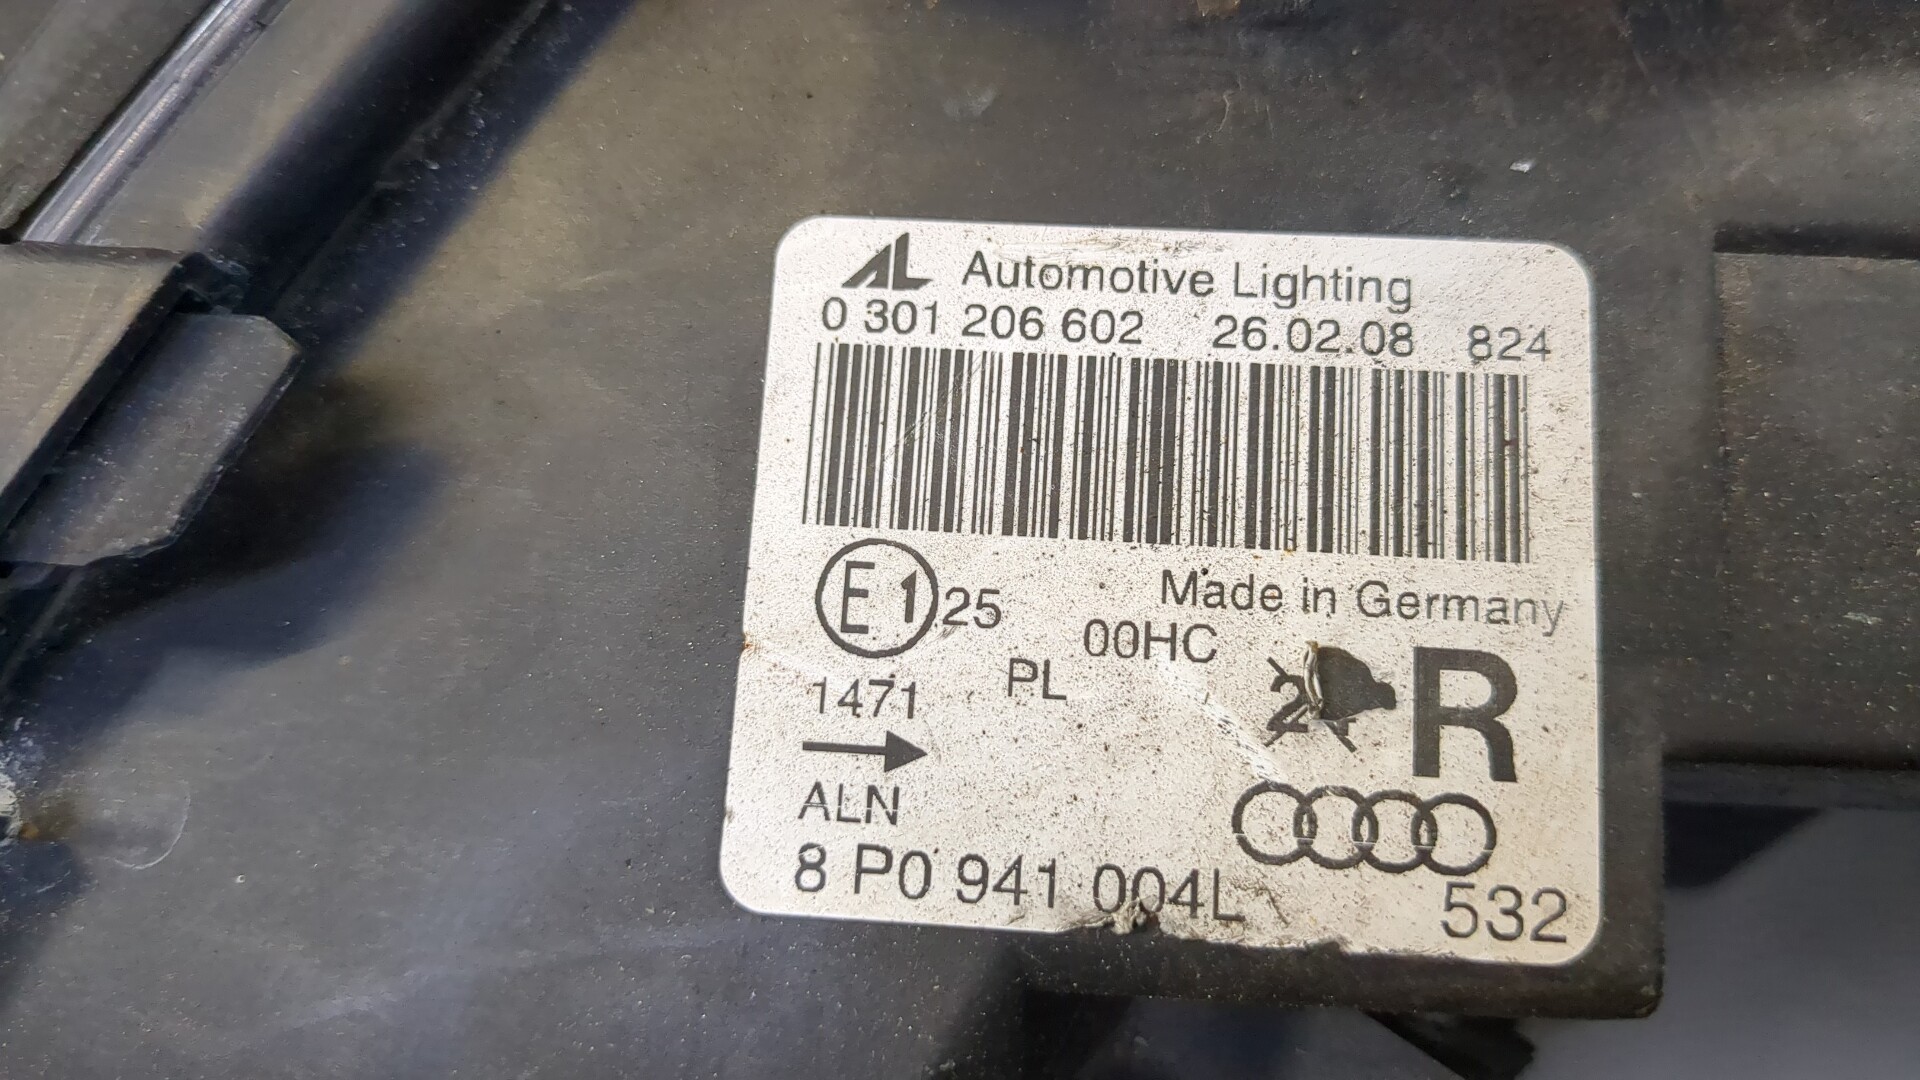 AL Automotive Lighting
0 301 206 602 26.02.08 824
E1 25 Made in Germany
00HC
PL
1471 R
ALN
8 P0 941 004L 532